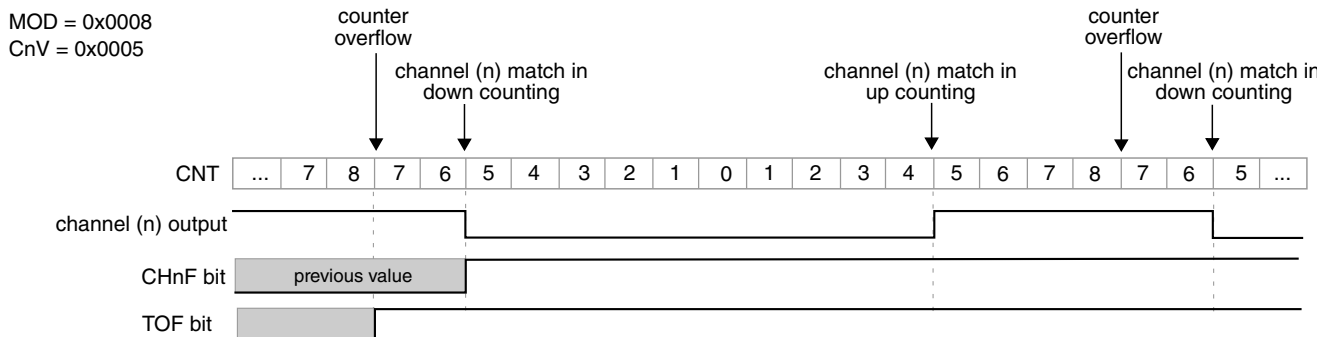 MOD = 0x0008
CnV = 0x0005
counter
overflow
channel (n) match in
down counting
channel (n) match in
up counting
counter
overflow
channel (n) match in
down counting
CNT ... 7 8 7 6 5 4 3 2 1 0 1 2 3 4 5 6 7 8 7 6 5 ...
channel (n) output
CHnF bit previous value
TOF bit